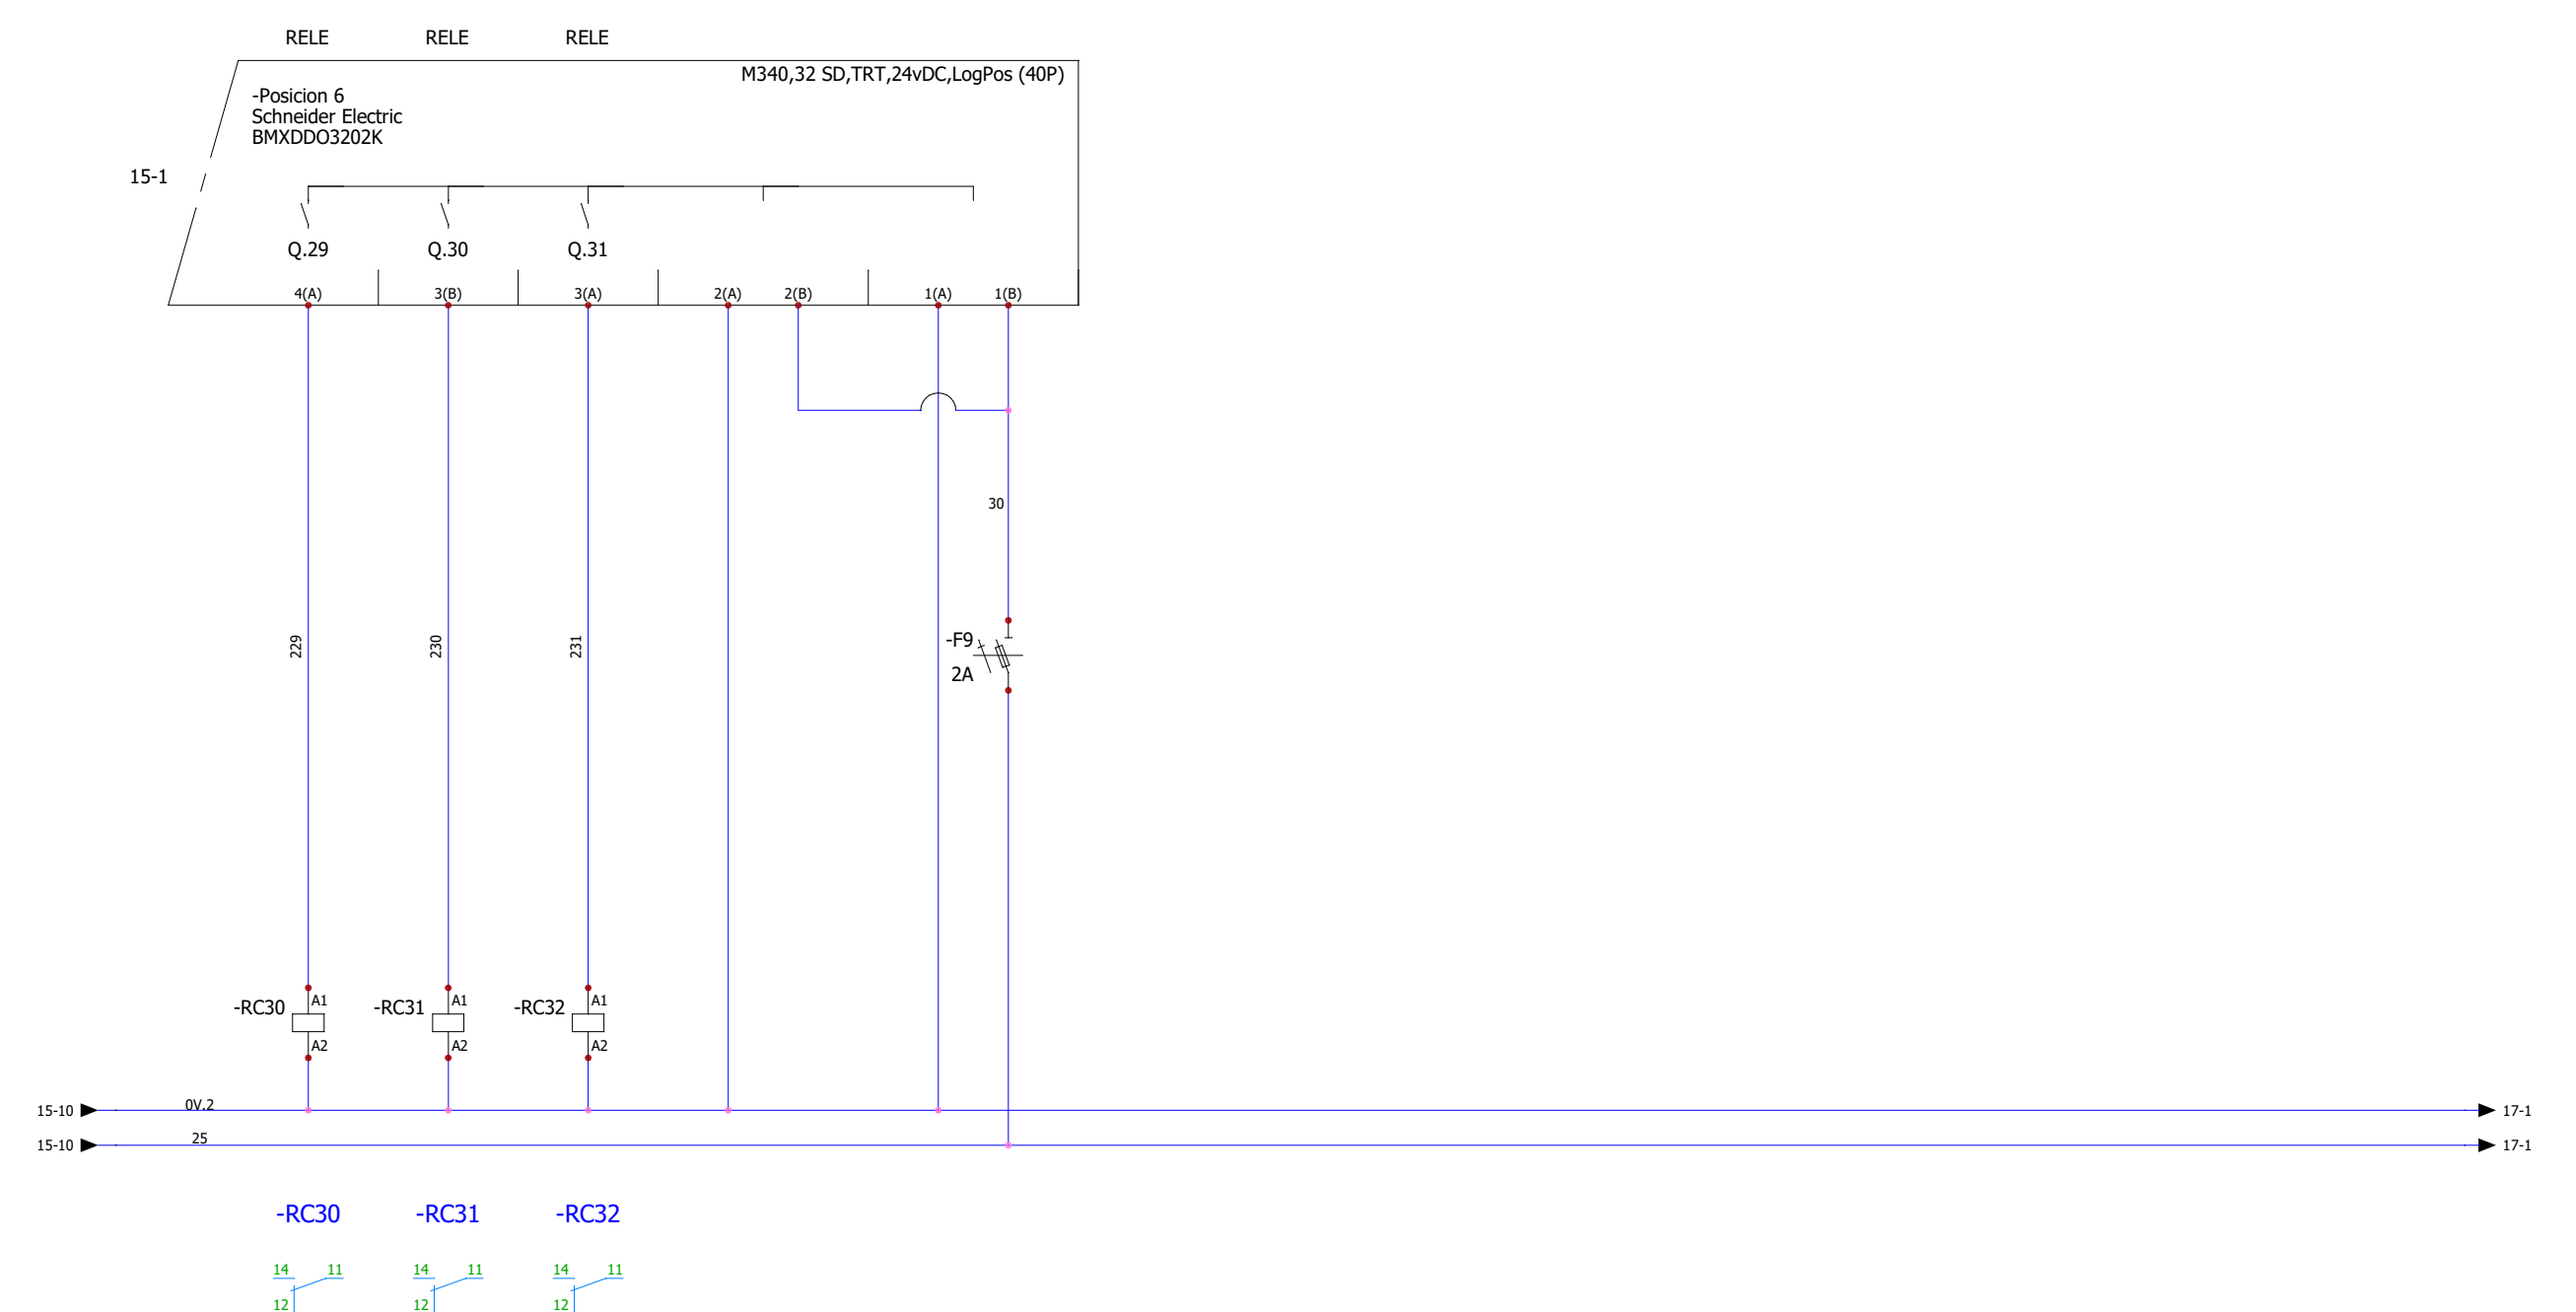 RELE RELE RELE
M340,32 SD,TRT,24vDC,LogPos (40P)
-Posicion 6
Schneider Electric
BMXDDO3202K
15-1
Q.29 Q.30 Q.31
4(A) 3(B) 3(A) 2(A) 2(B) 1(A) 1(B)
30
229 230 231
-F9
2A
-RC30 A1 -RC31 A1 -RC32 A1
A2 A2 A2
15-10 0V.2 17-1
15-10 25 17-1
-RC30 -RC31 -RC32
14 11 14 11 14 11
12 12 12